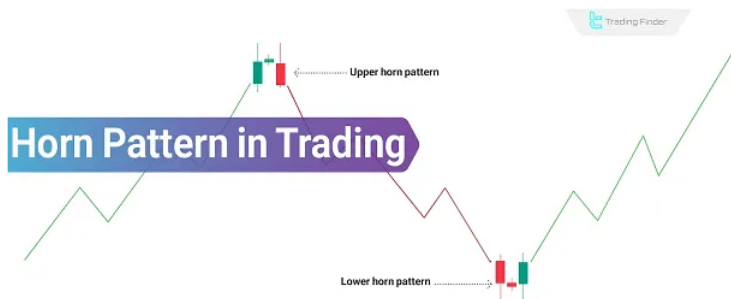 Trading Finder
Upper horn pattern
Horn Pattern in Trading
Lower horn pattern